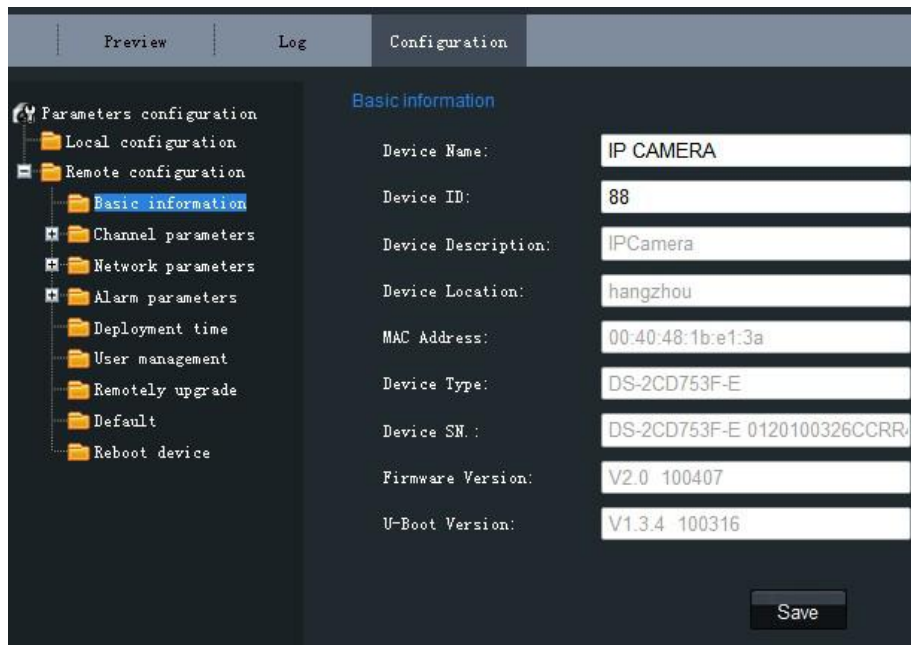 Preview Log Configuration
Parameters configuration
Local configuration
Remote configuration
Basic information
Channel parameters
Network parameters
Alarm parameters
Deployment time
User management
Remotely upgrade
Default
Reboot device
Basic information
Device Name: IP CAMERA
Device ID: 88
Device Description: IPCamera
Device Location: hangzhou
MAC Address: 00:40:48:1b:e1:3a
Device Type: DS-2CD753F-E
Device SN.: DS-2CD753F-E 0120100326CCRR
Firmware Version: V2.0 100407
U-Boot Version: V1.3.4 100316
Save